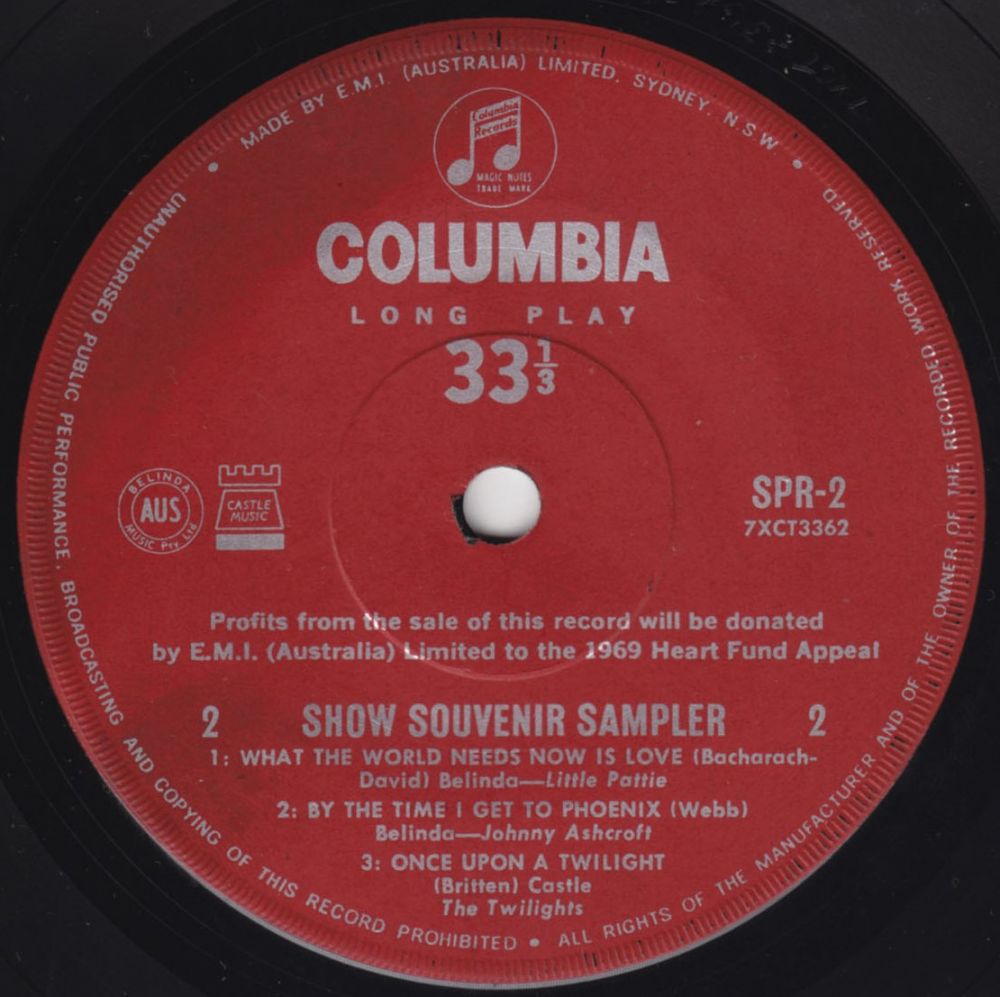 MADE BY E.M.I. (AUSTRALIA) LIMITED. SYDNEY. N.S.W.
Columbia
Records
MAGIC NOTES
TRADE MARK
COLUMBIA
LONG PLAY
33 1/3
BELINDA
AUS
MUSIC Pty Ltd
CASTLE
MUSIC
SPR-2
7XCT3362
Profits from the sale of this record will be donated
by E.M.I. (Australia) Limited to the 1969 Heart Fund Appeal
2 SHOW SOUVENIR SAMPLER 2
1: WHAT THE WORLD NEEDS NOW IS LOVE (Bacharach-
David) Belinda—Little Pattie
2: BY THE TIME I GET TO PHOENIX (Webb)
Belinda—Johnny Ashcroft
3: ONCE UPON A TWILIGHT
(Britten) Castle
The Twilights
UNAUTHORISED PUBLIC PERFORMANCE, BROADCASTING AND COPYING OF THIS RECORD PROHIBITED • ALL RIGHTS OF THE MANUFACTURER AND OF THE OWNER OF THE RECORDED WORK RESERVED